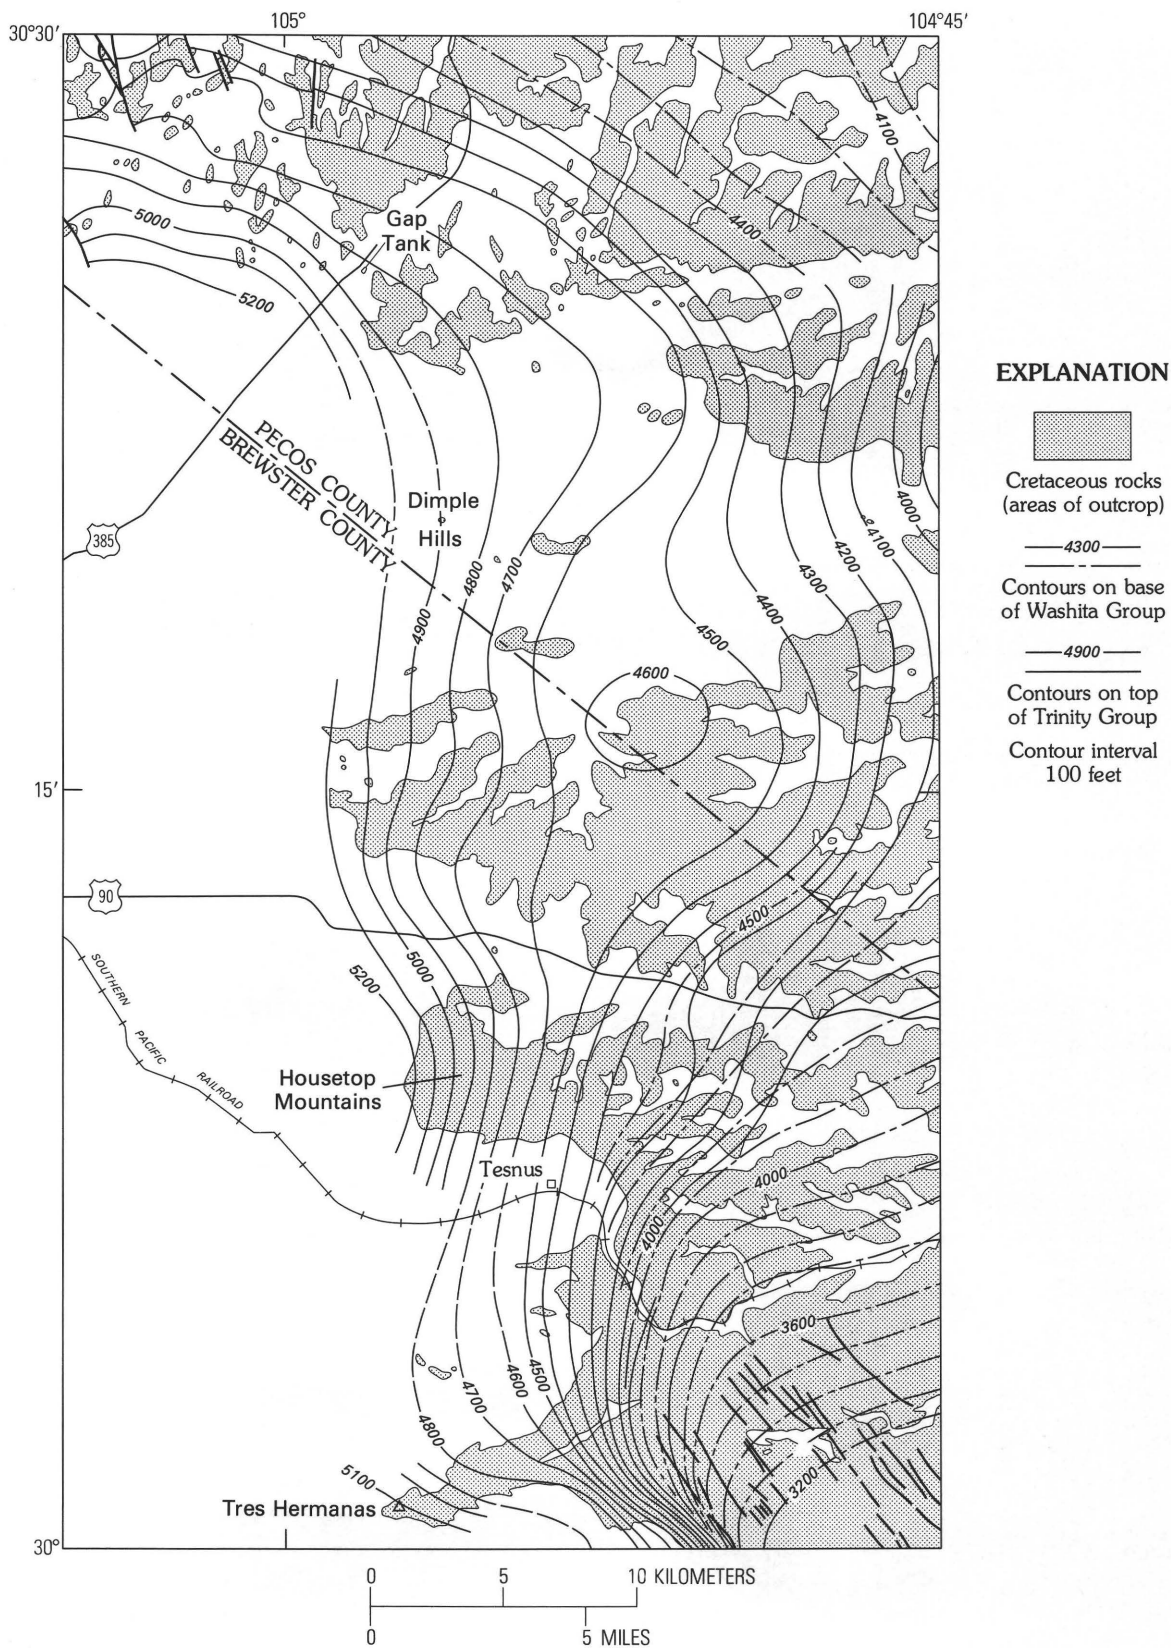 30°30'
105°
104°45'
4100
Gap
Tank
4400
5000
5200
EXPLANATION
Cretaceous rocks
(areas of outcrop)
4300
Contours on base
of Washita Group
4900
Contours on top
of Trinity Group
Contour interval
100 feet
PECOS COUNTY
BREWSTER COUNTY
Dimple
Hills
385
4000
4100
4200
4300
4400
4500
4700
4800
4900
4600
15'
90
4500
SOUTHERN
PACIFIC
RAILROAD
5200
5000
Housetop
Mountains
Tesnus
4000
4000
3600
4500
4600
4700
4800
5100
3200
Tres Hermanas
30°
0 5 10 KILOMETERS
0 5 MILES